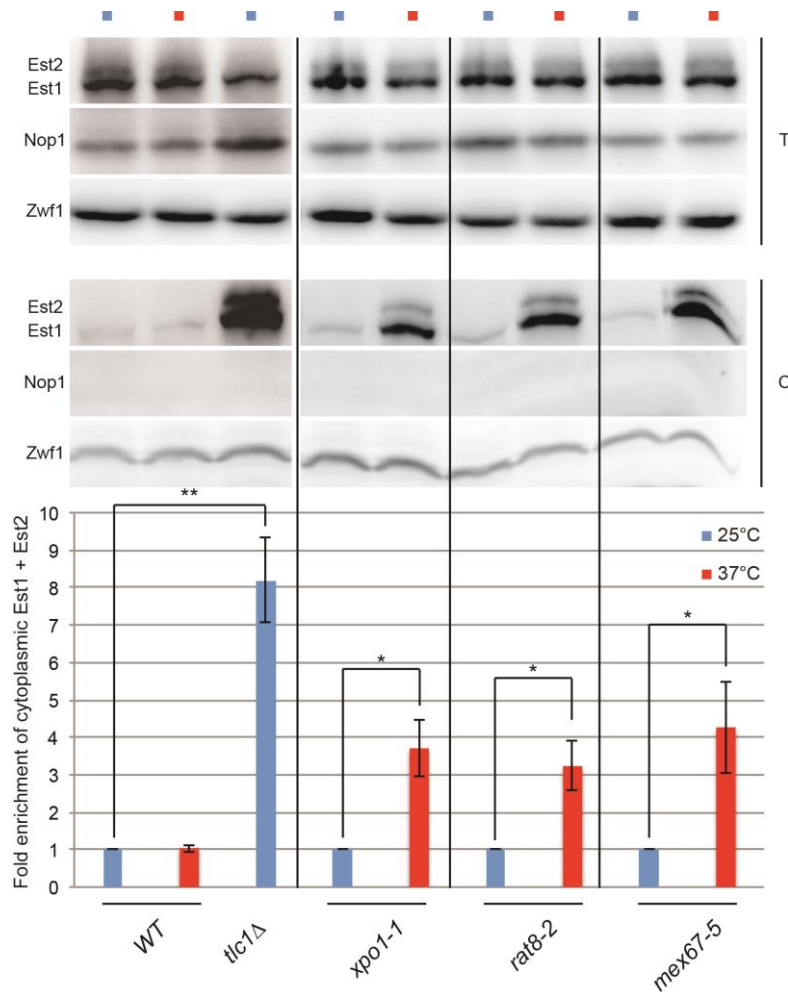 Est2
Est1
Nop1
T
Zwf1
Est2
Est1
Nop1
C
Zwf1
Fold enrichment of cytoplasmic Est1 + Est2
10
9
8
7
6
5
4
3
2
1
0
**
*
*
*
25°C
37°C
WT
tlc1Δ
xpo1-1
rat8-2
mex67-5